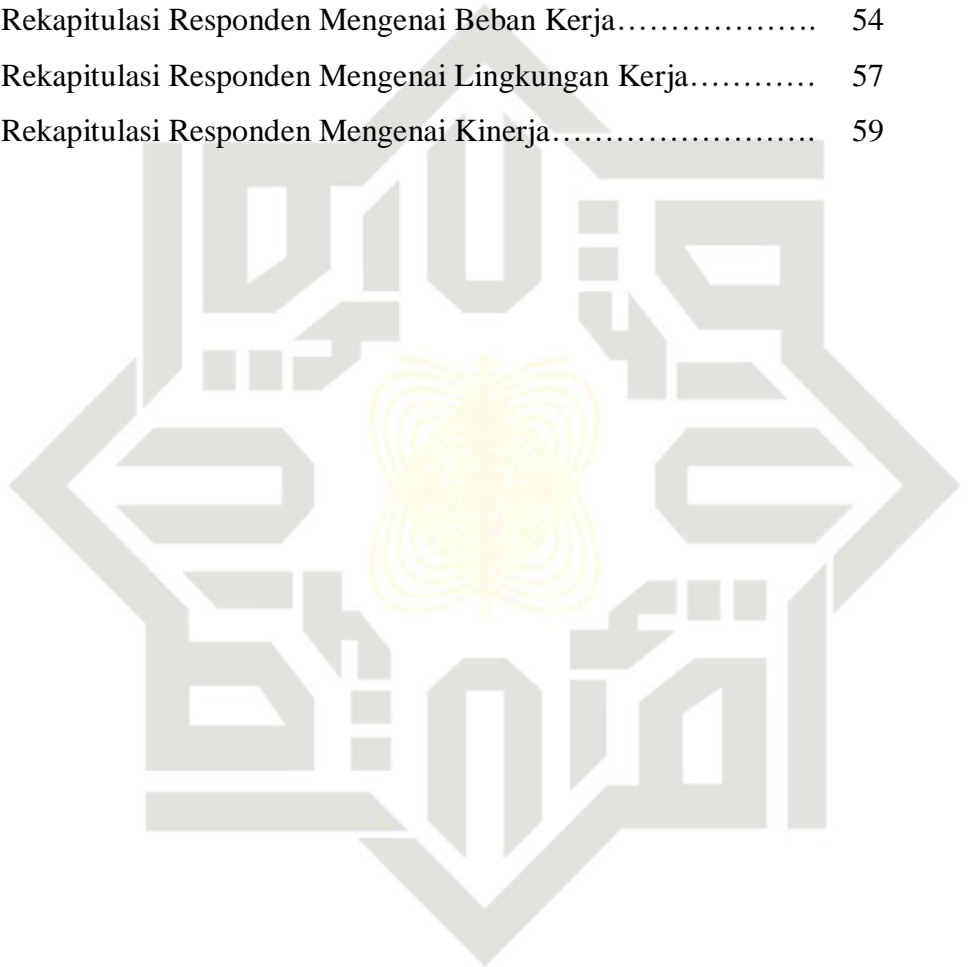 Rekapitulasi Responden Mengenai Beban Kerja………………. 54
Rekapitulasi Responden Mengenai Lingkungan Kerja………… 57
Rekapitulasi Responden Mengenai Kinerja……………………. 59